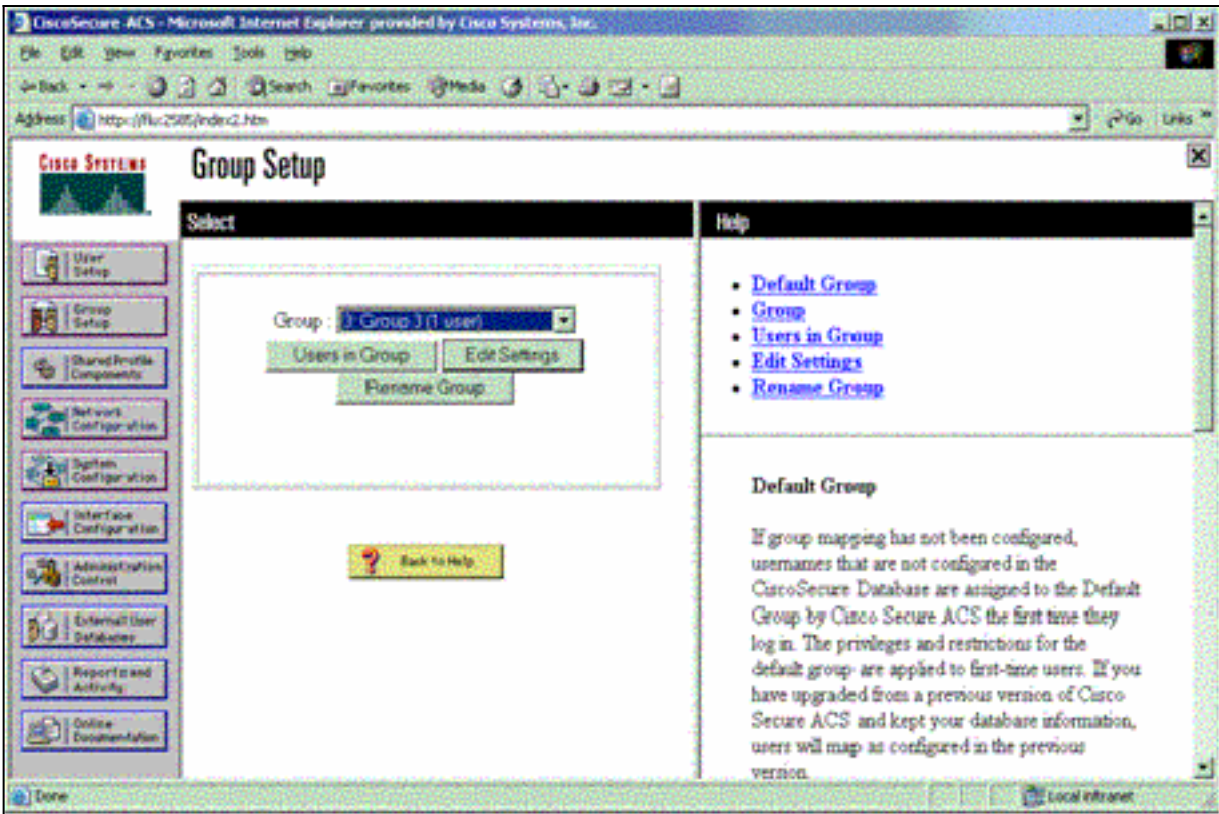 CiscoSecure ACS - Microsoft Internet Explorer provided by Cisco Systems, Inc.
File Edit View Favorites Tools Help
Back Search Favorites Media
Address Go Links »
CISCO SYSTEMS
Group Setup
Select
Help
User Setup
Group Setup
Shared Profile Components
Network Configuration
System Configuration
Interface Configuration
Administration Control
External User Databases
Reports and Activity
Online Documentation
Group : 3: Group 3 (1 user)
Users in Group Edit Settings
Rename Group
? Back to Help
• Default Group
• Group
• Users in Group
• Edit Settings
• Rename Group
Default Group
If group mapping has not been configured,
usernames that are not configured in the
CiscoSecure Database are assigned to the Default
Group by Cisco Secure ACS the first time they
log in. The privileges and restrictions for the
default group are applied to first-time users. If you
have upgraded from a previous version of Cisco
Secure ACS and kept your database information,
users will map as configured in the previous
version.
Done
Local intranet